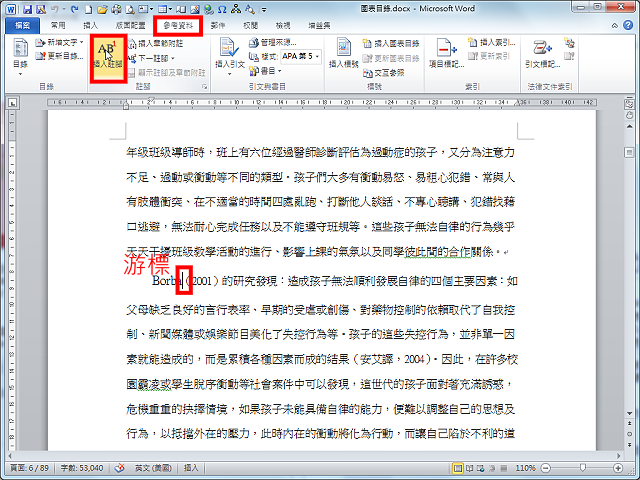 圖表目錄.docx - Microsoft Word
檔案 常用 插入 版面配置 參考資料 郵件 校閱 檢視 增益集
目錄
新增文字
更新目錄...
目錄
AB¹
插入註腳
插入章節附註
下一註腳
顯示註腳及章節附註
註腳
插入引文
管理來源...
樣式: APA 第 5
書目
引文與書目
插入標號
插入圖表目錄
更新圖表目錄
交互參照
標號
項目標記...
插入索引...
更新索引
索引
引文標記...
法律文件索引
年級班級導師時，班上有六位經過醫師診斷評估為過動症的孩子，又分為注意力
不足、過動或衝動等不同的類型。孩子們大多有衝動易怒、易粗心犯錯、常與人
有肢體衝突、在不適當的時間四處亂跑、打斷他人談話、不專心聽講、犯錯找藉
口逃避，無法耐心完成任務以及不能遵守班規等。這些孩子無法自律的行為幾乎
天天干擾班級教學活動的進行、影響上課的氣氛以及同學彼此間的合作關係。
游標
Borba（2001）的研究發現：造成孩子無法順利發展自律的四個主要因素：如
父母缺乏良好的言行表率、早期的受虐或創傷、對藥物控制的依賴取代了自我控
制、新聞媒體或娛樂節目美化了失控行為等。孩子的這些失控行為，並非單一因
素就能造成的，而是累積各種因素而成的結果（安艾譯，2004）。因此，在許多校
園霸凌或學生脫序衝動等社會案件中可以發現，這世代的孩子面對著充滿誘惑，
危機重重的抉擇情境，如果孩子未能具備自律的能力，便難以調整自己的思想及
行為，以抵擋外在的壓力，此時內在的衝動將化為行動，而讓自己陷於不利的道
頁面: 6 / 89 字數: 53,040 英文 (美國) 插入 110%